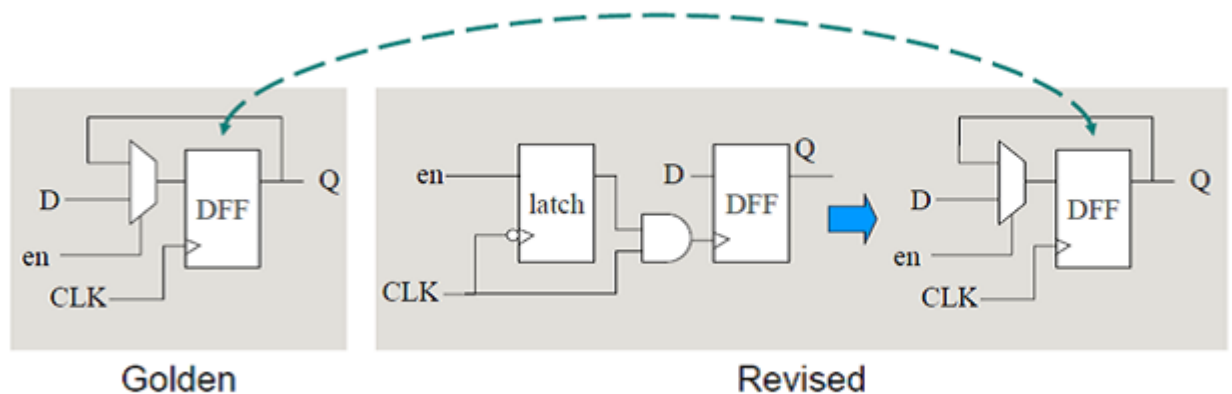 D
en
CLK
DFF
Q
Golden
en
latch
CLK
D
DFF
Q
D
en
CLK
DFF
Q
Revised